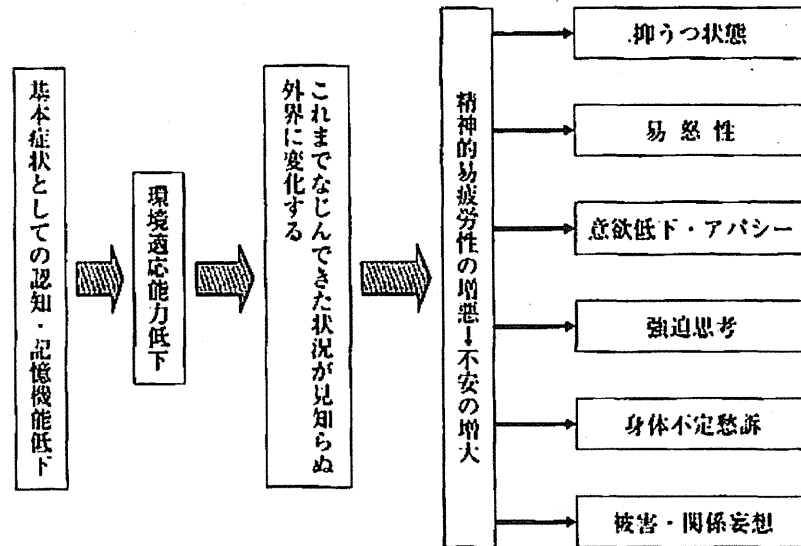 基本症状としての認知・記憶機能低下
環境適応能力低下
これまでなじんできた状況が見知らぬ
外界に変化する
精神的易疲労性の増悪→不安の増大
抑うつ状態
易怒性
意欲低下・アパシー
強迫思考
身体不定愁訴
被害・関係妄想